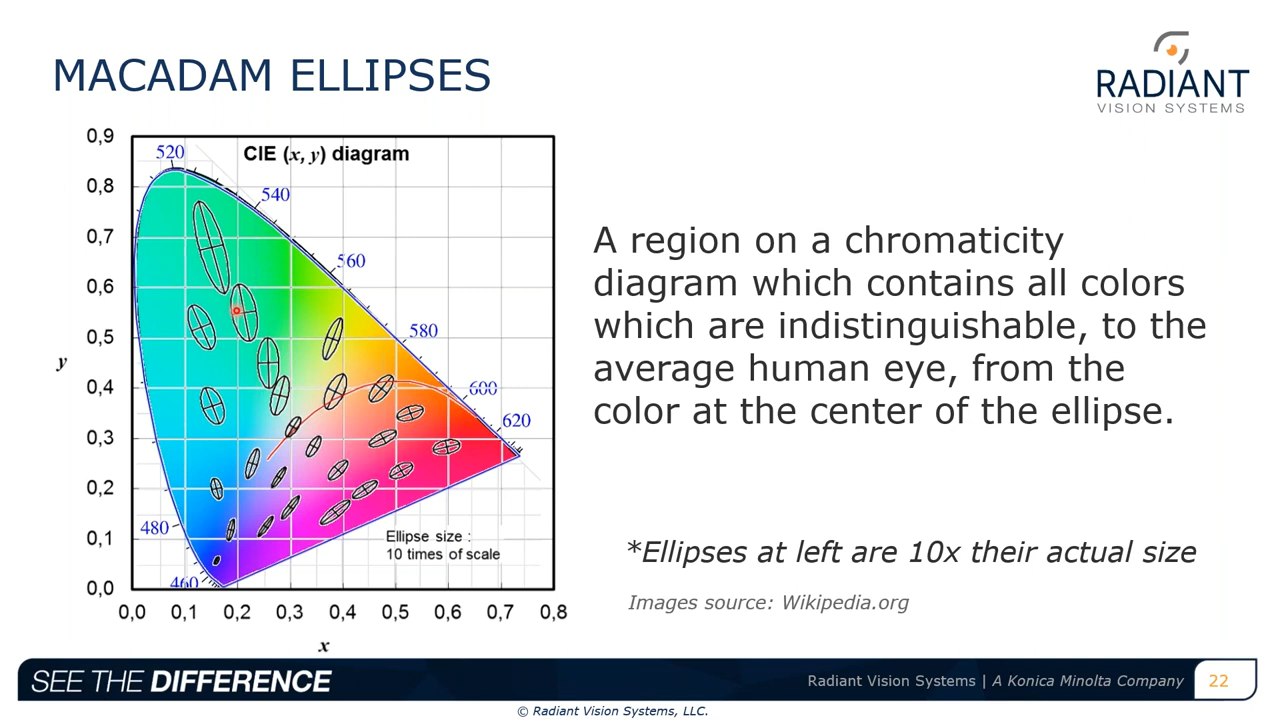 MACADAM ELLIPSES
RADIANT
VISION SYSTEMS
CIE (x, y) diagram
0,9
0,8
0,7
0,6
0,5
0,4
0,3
0,2
0,1
0,0
y
520
540
560
580
600
620
480
460
Ellipse size :
10 times of scale
0,0 0,1 0,2 0,3 0,4 0,5 0,6 0,7 0,8
x
A region on a chromaticity
diagram which contains all colors
which are indistinguishable, to the
average human eye, from the
color at the center of the ellipse.
*Ellipses at left are 10x their actual size
Images source: Wikipedia.org
SEE THE DIFFERENCE
Radiant Vision Systems | A Konica Minolta Company 22
© Radiant Vision Systems, LLC.